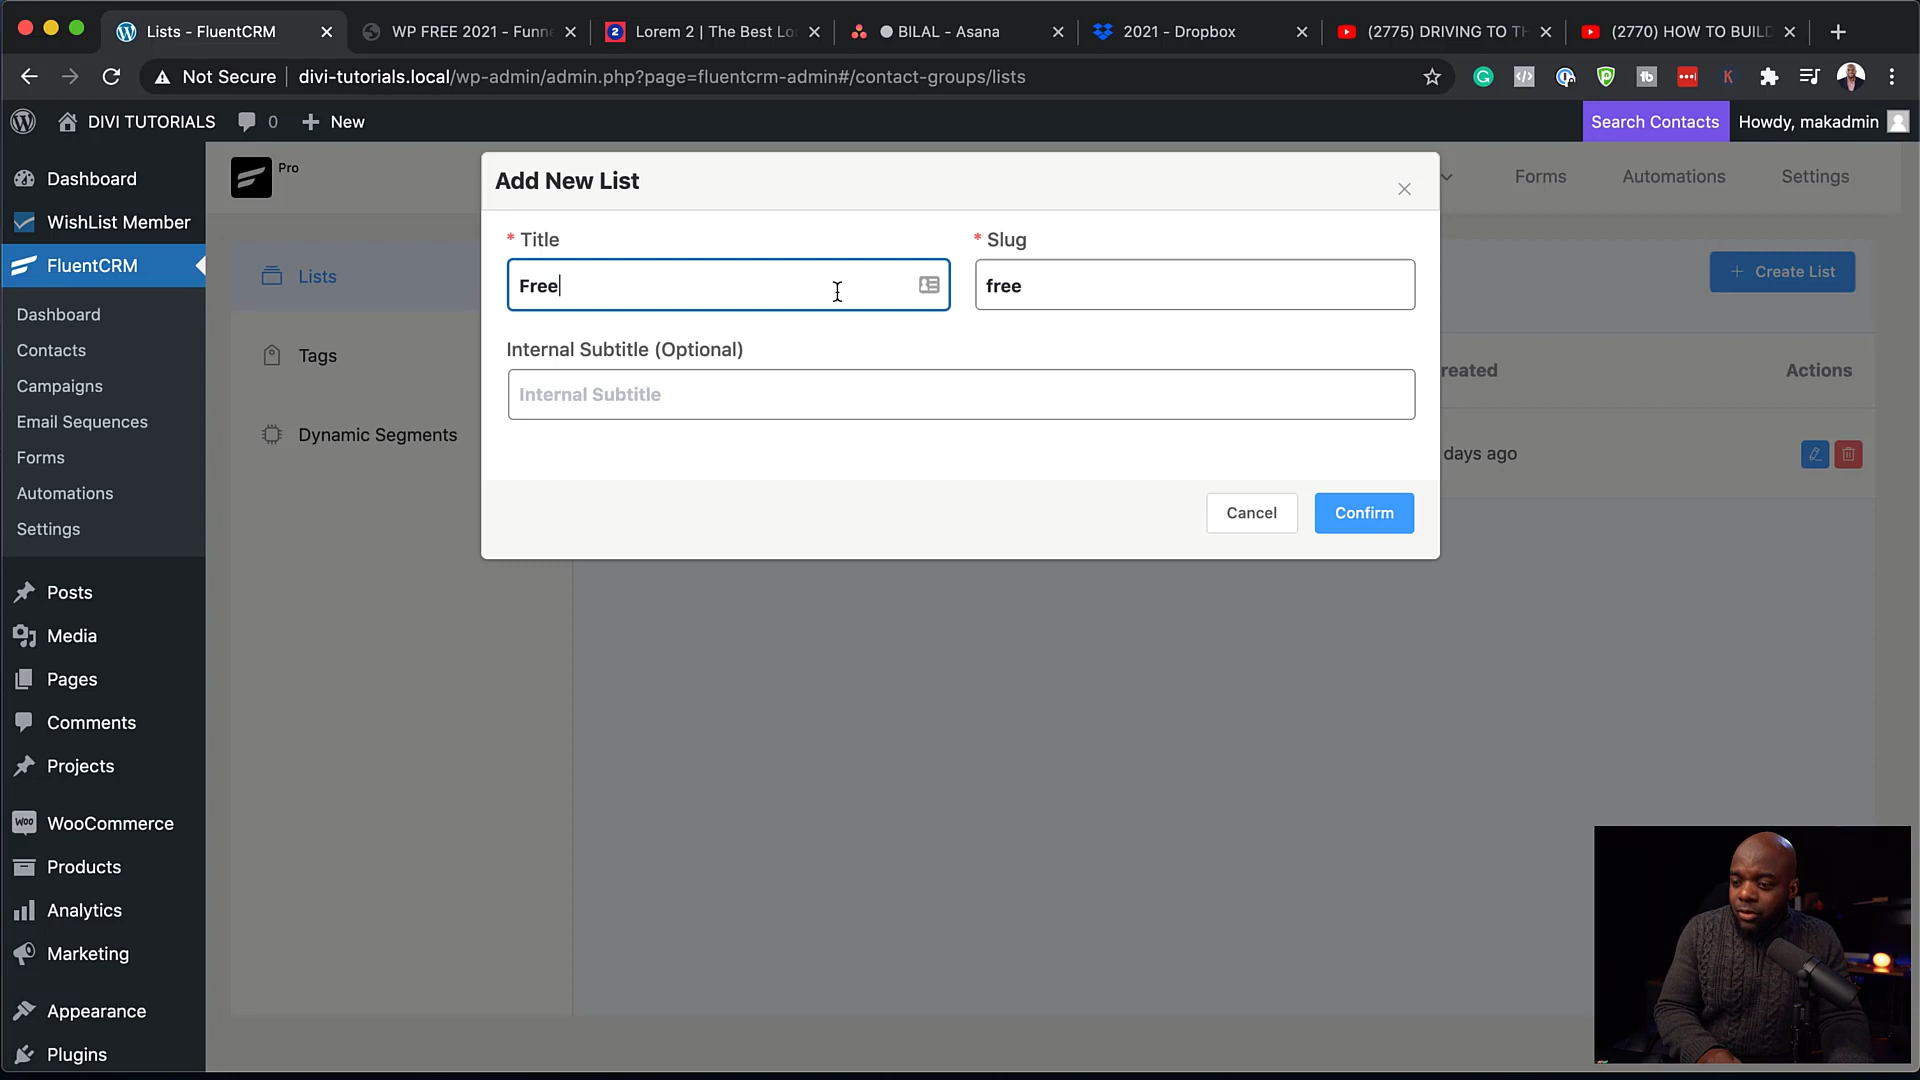 Lists - FluentCRM
WP FREE 2021 - Funne
Lorem 2 | The Best Lo
BILAL - Asana
2021 - Dropbox
(2775) DRIVING TO TH
(2770) HOW TO BUILD
Not Secure
divi-tutorials.local/wp-admin/admin.php?page=fluentcrm-admin#/contact-groups/lists
DIVI TUTORIALS
0
New
Search Contacts
Howdy, makadmin
Dashboard
WishList Member
FluentCRM
Dashboard
Contacts
Campaigns
Email Sequences
Forms
Automations
Settings
Posts
Media
Pages
Comments
Projects
WooCommerce
Products
Analytics
Marketing
Appearance
Plugins
Pro
Forms
Automations
Settings
Lists
Tags
Dynamic Segments
Create List
reated
Actions
days ago
Add New List
* Title
* Slug
Free
free
Internal Subtitle (Optional)
Internal Subtitle
Cancel
Confirm